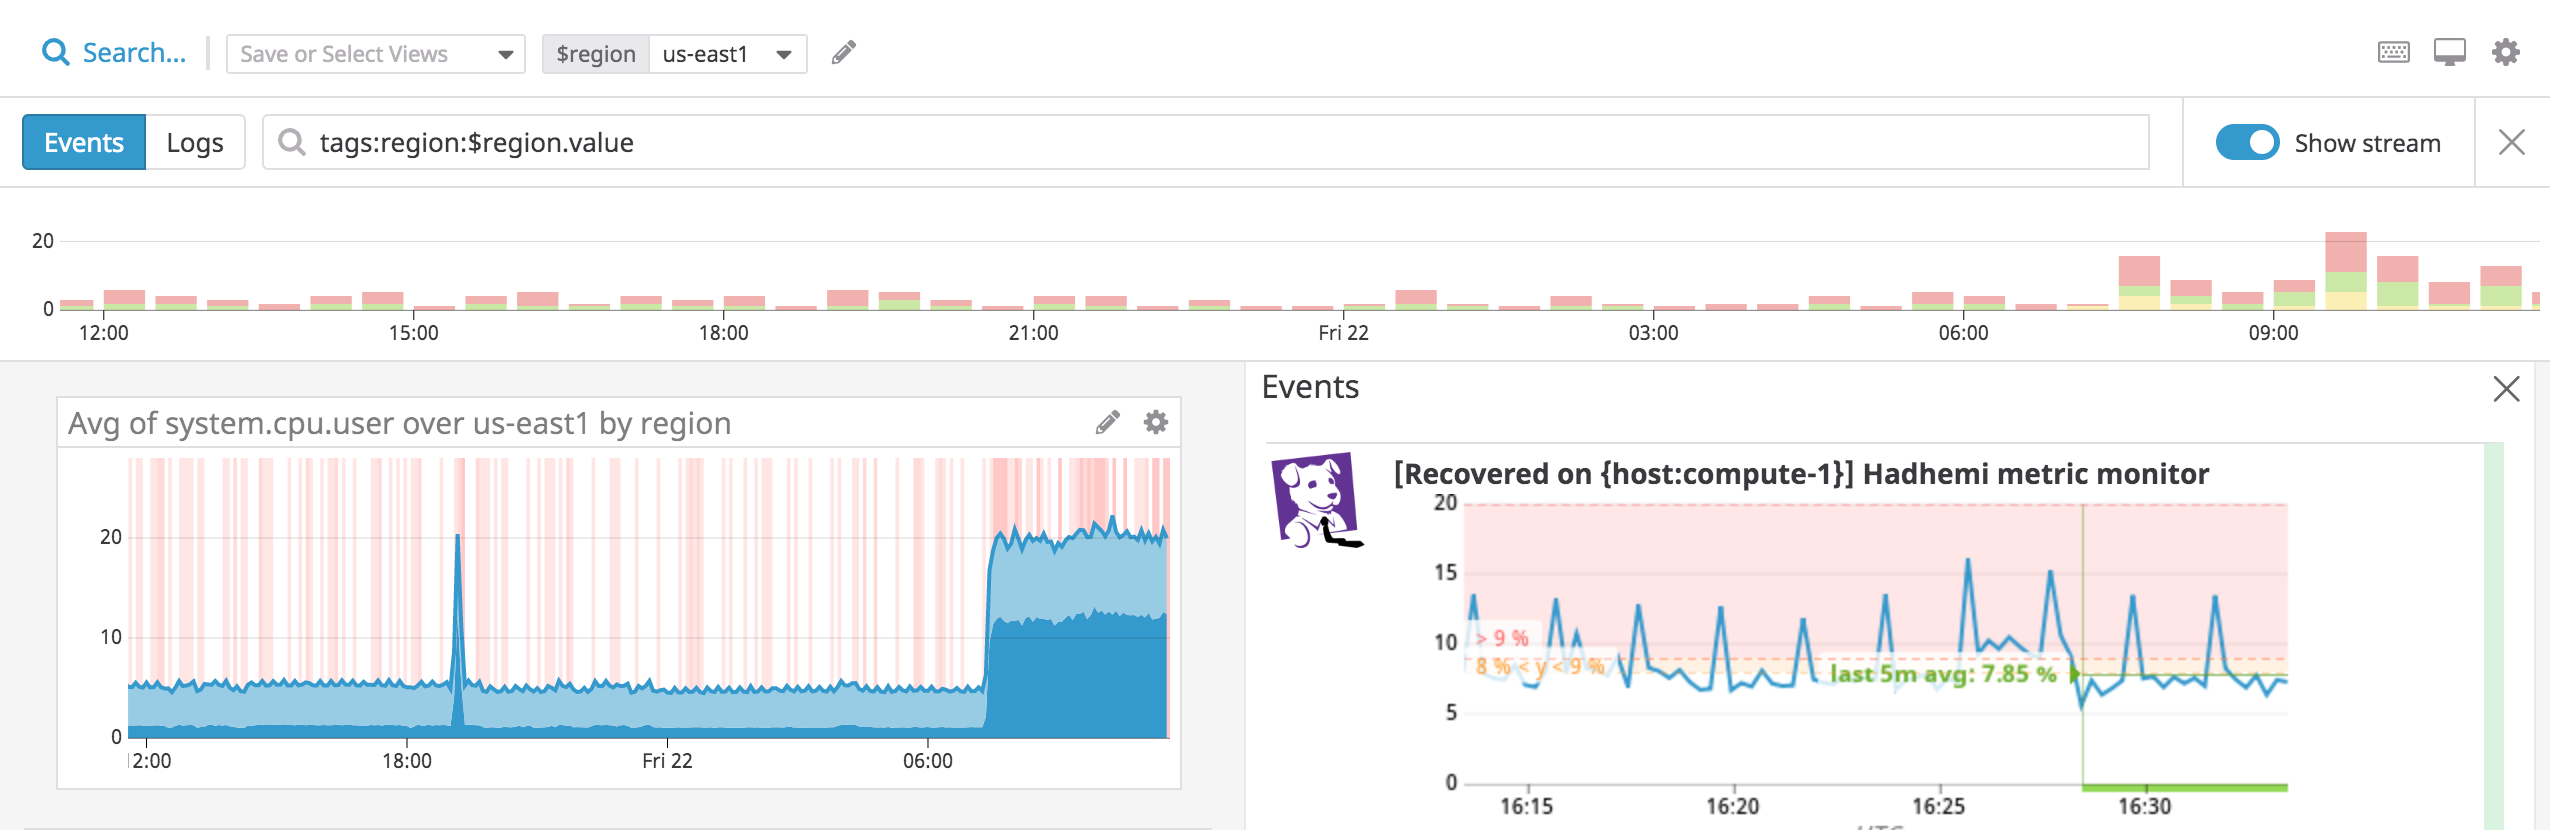 Search...
Save or Select Views
$region us-east1
Events Logs
tags:region:$region.value
Show stream
20
0
12:00 15:00 18:00 21:00 Fri 22 03:00 06:00 09:00
Avg of system.cpu.user over us-east1 by region
20
10
0
12:00 18:00 Fri 22 06:00
Events
[Recovered on {host:compute-1}] Hadhemi metric monitor
20
15
10
5
0
> 9 %
8 % < y < 9 %
last 5m avg: 7.85 %
16:15 16:20 16:25 16:30
UTC